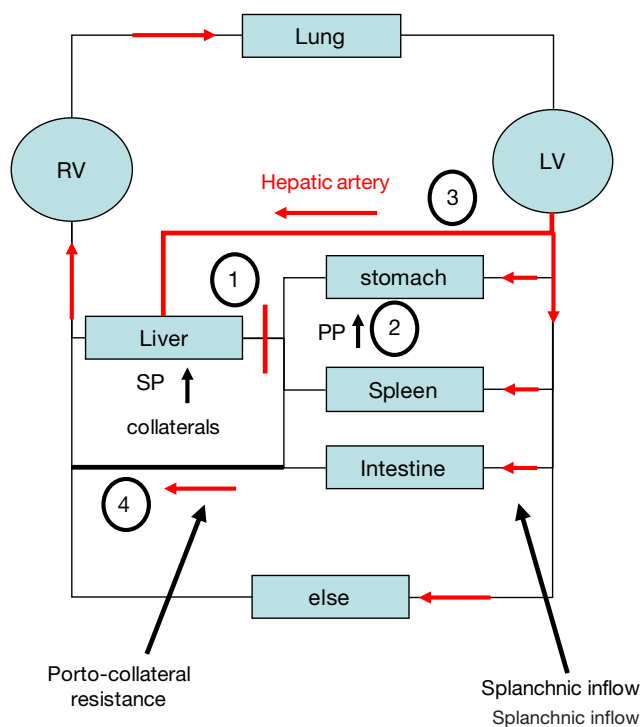 Lung
RV
LV
Hepatic artery
3
1
stomach
PP
2
Liver
SP
Spleen
collaterals
Intestine
4
else
Porto-collateral
resistance
Splanchnic inflow
Splanchnic inflow